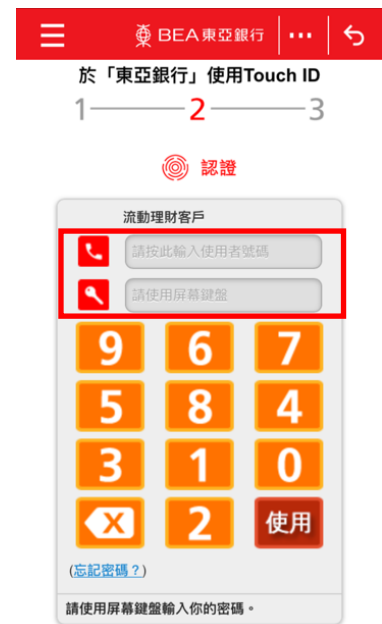 BEA東亞銀行
於「東亞銀行」使用Touch ID
1 2 3
認證
流動理財客戶
請按此輸入使用者號碼
請使用屏幕鍵盤
9 6 7
5 8 4
3 1 0
X 2 使用
(忘記密碼？)
請使用屏幕鍵盤輸入你的密碼。